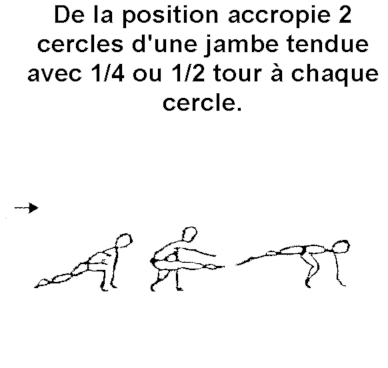 De la position accropie 2
cercles d'une jambe tendue
avec 1/4 ou 1/2 tour à chaque
cercle.